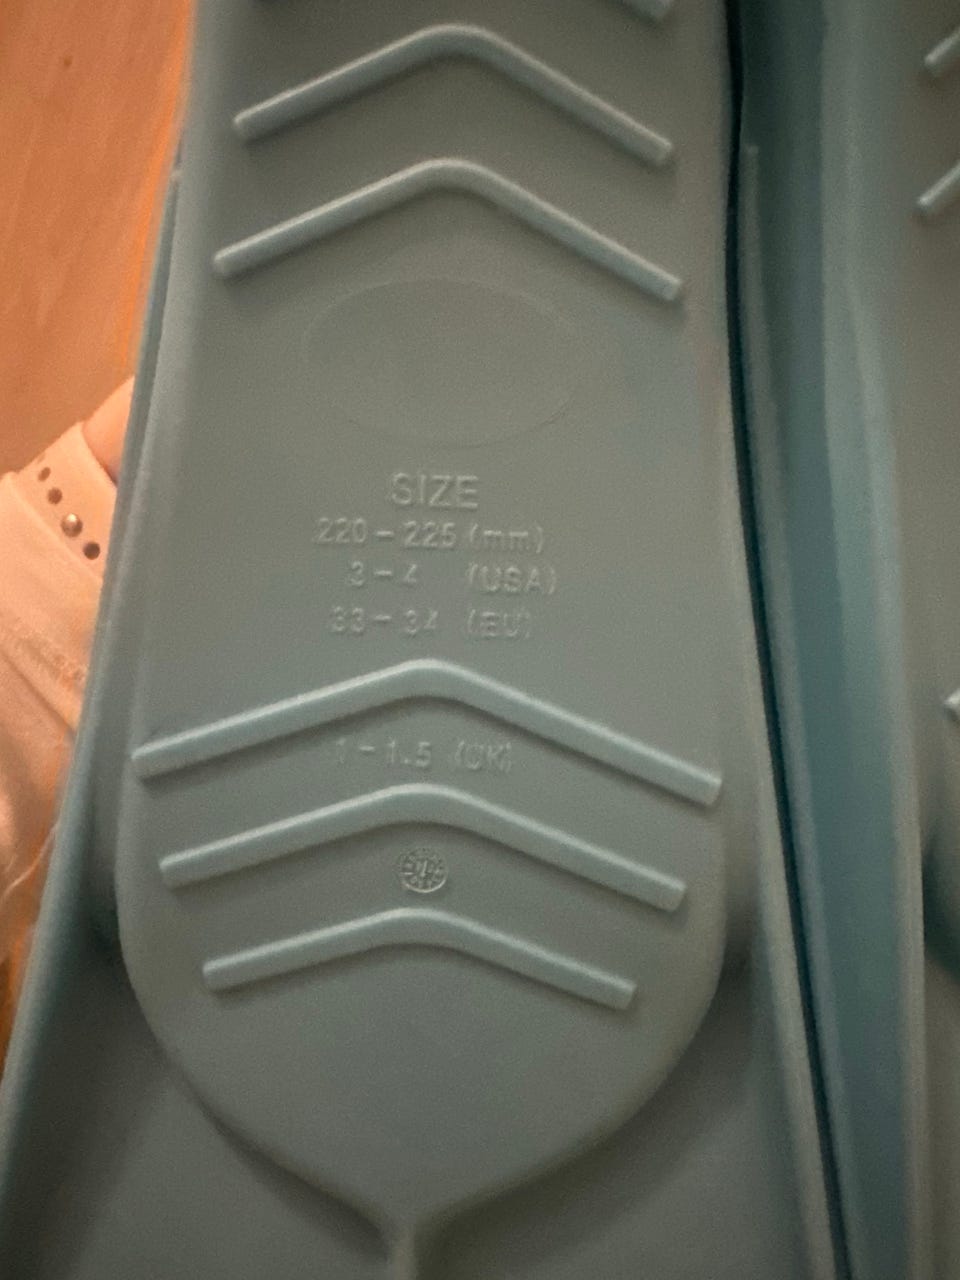 SIZE
220-225 (mm)
3-4 (USA)
33-34 (EU)
1-1.5 (UK)